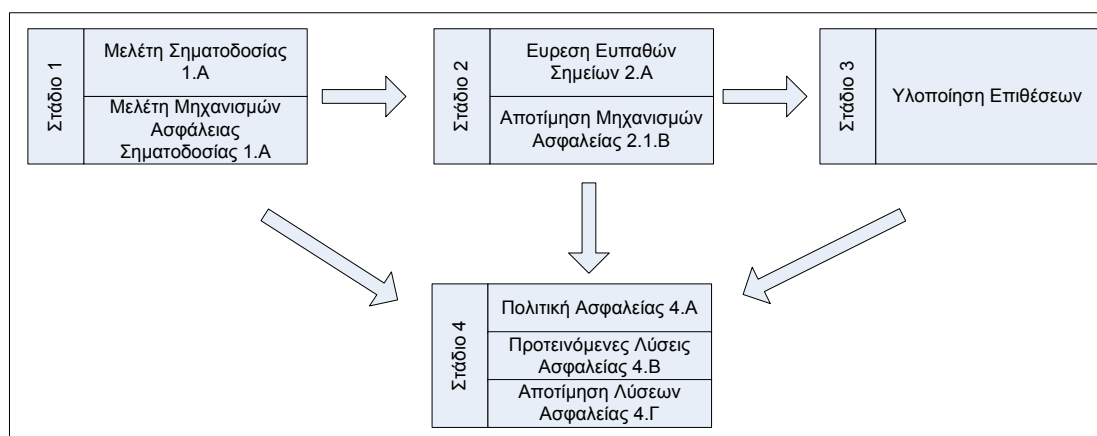 Στάδιο 1
Μελέτη Σηματοδοσίας
1.Α
Μελέτη Μηχανισμών
Ασφάλειας
Σηματοδοσίας 1.Α
Στάδιο 2
Ευρεση Ευπαθών
Σημείων 2.Α
Αποτίμηση Μηχανισμών
Ασφαλείας 2.1.Β
Στάδιο 3
Υλοποίηση Επιθέσεων
Στάδιο 4
Πολιτική Ασφαλείας 4.Α
Προτεινόμενες Λύσεις
Ασφαλείας 4.Β
Αποτίμηση Λύσεων
Ασφαλείας 4.Γ